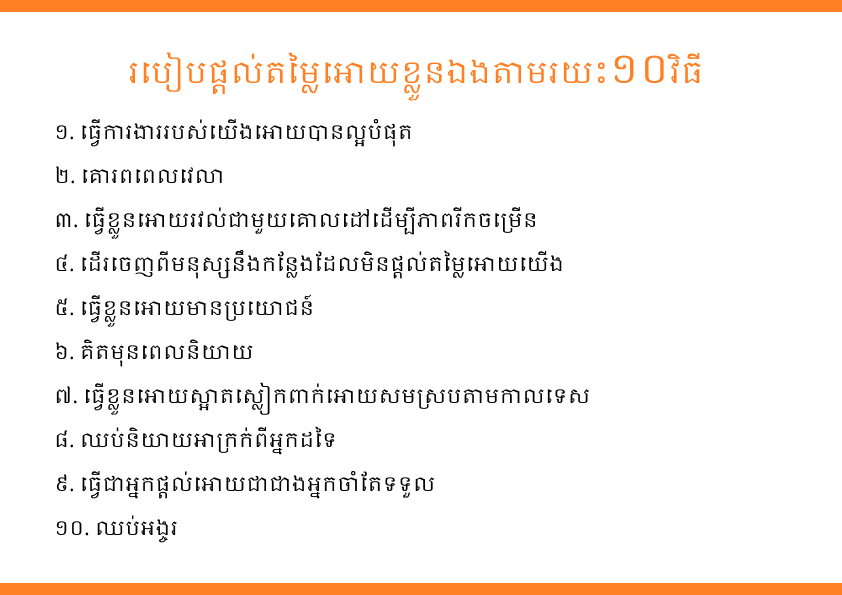 របៀបផ្ដល់តម្លៃអោយខ្លួនឯងតាមរយះ១០វិធី
១. ធ្វើការងាររបស់យើងអោយបានល្អបំផុត
២. គោរពពេលវេលា
៣. ធ្វើខ្លួនអោយរវល់ជាមួយគោលដៅដើម្បីភាពរីកចម្រើន
៤. ដើរចេញពីមនុស្សនឹងកន្លែងដែលមិនផ្ដល់តម្លៃអោយយើង
៥. ធ្វើខ្លួនអោយមានប្រយោជន៍
៦. គិតមុនពេលនិយាយ
៧. ធ្វើខ្លួនអោយស្អាតស្លៀកពាក់អោយសមស្របតាមកាលទេស
៨. ឈប់និយាយអាក្រក់ពីអ្នកដទៃ
៩. ធ្វើជាអ្នកផ្ដល់អោយជាជាងអ្នកចាំតែទទួល
១០. ឈប់អង្វរ